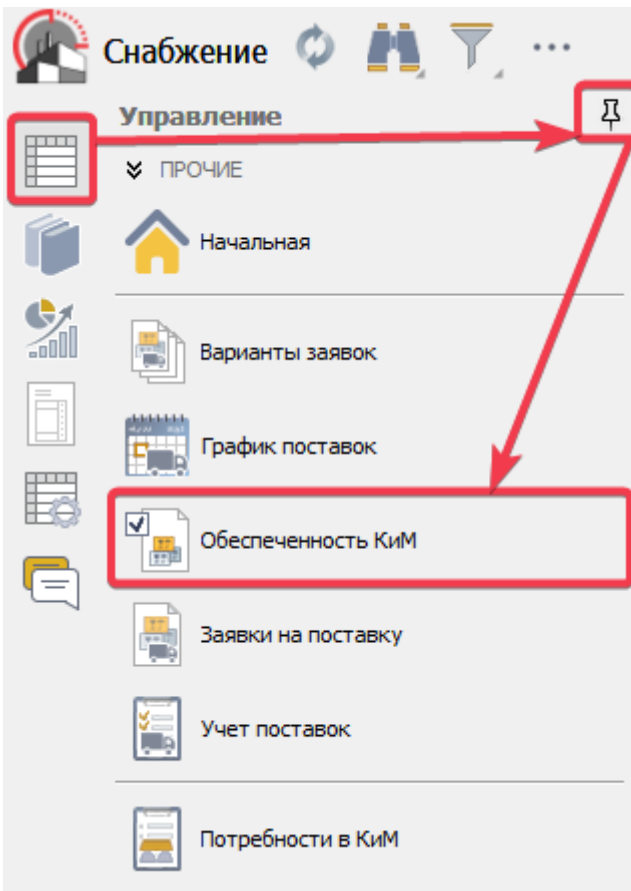 Снабжение
Управление
ПРОЧИЕ
Начальная
Варианты заявок
График поставок
Обеспеченность КиМ
Заявки на поставку
Учет поставок
Потребности в КиМ